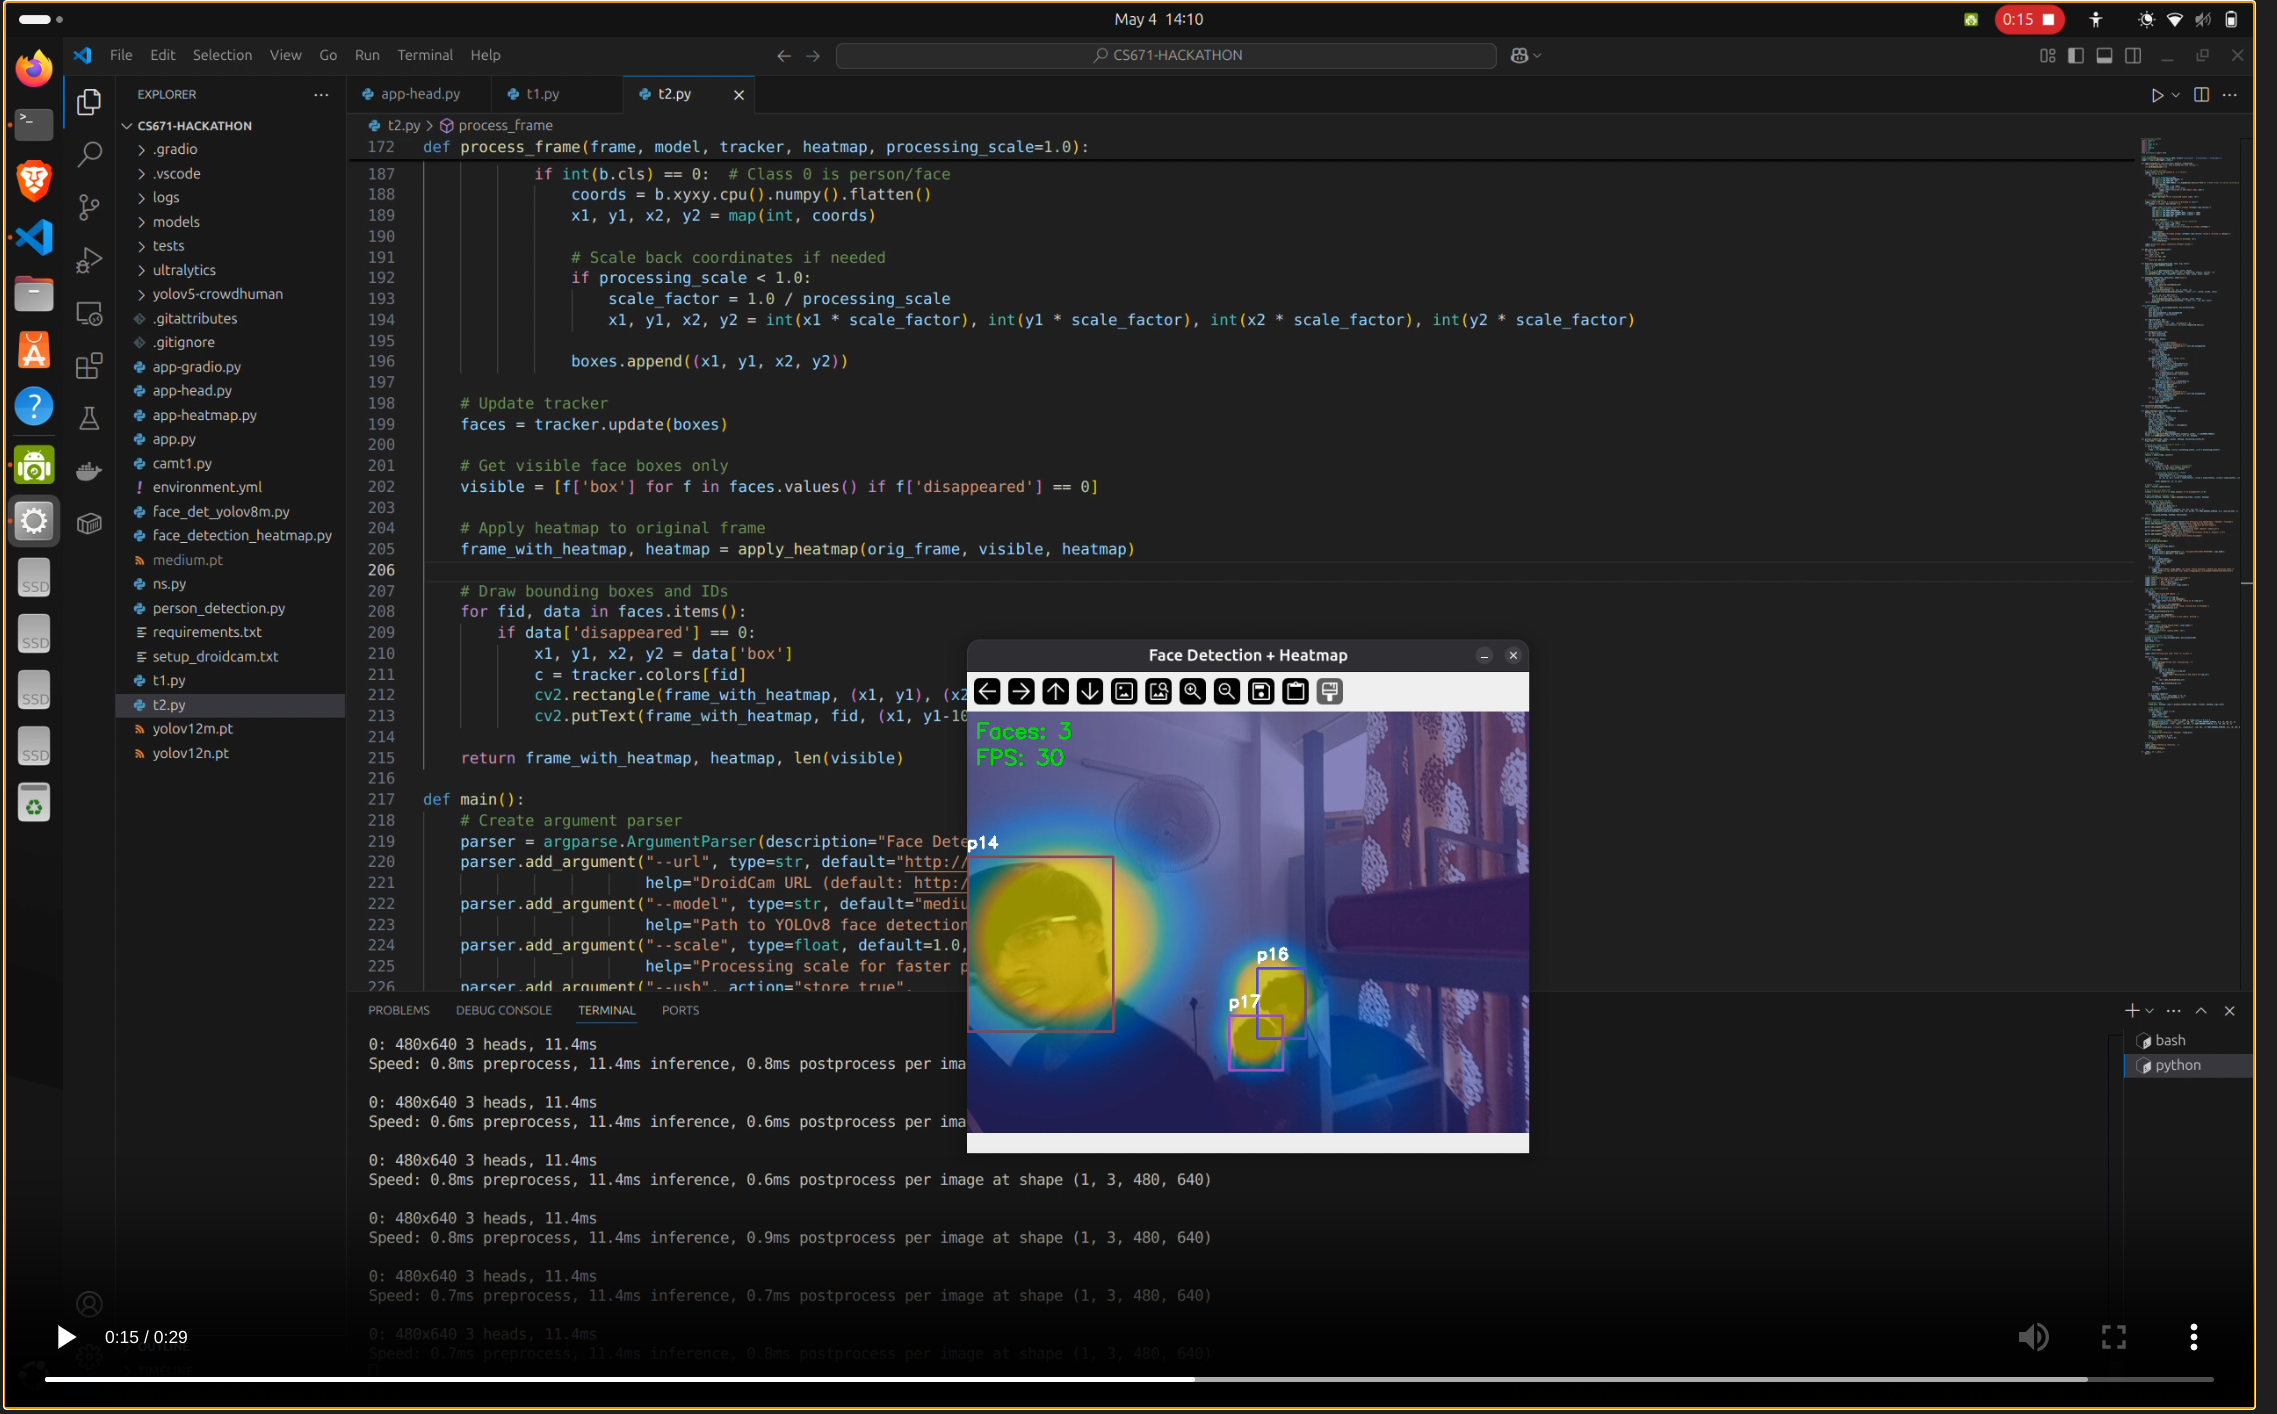 May 4 14:10
0:15
File Edit Selection View Go Run Terminal Help
CS671-HACKATHON
EXPLORER
app-head.py
t1.py
t2.py
CS671-HACKATHON
.gradio
.vscode
logs
models
tests
ultralytics
yolov5-crowdhuman
.gitattributes
.gitignore
app-gradio.py
app-head.py
app-heatmap.py
app.py
camt1.py
! environment.yml
face_det_yolov8m.py
face_detection_heatmap.py
medium.pt
ns.py
person_detection.py
requirements.txt
setup_droidcam.txt
t1.py
t2.py
yolov12m.pt
yolov12n.pt
SSD
SSD
SSD
SSD
t2.py > process_frame
172 def process_frame(frame, model, tracker, heatmap, processing_scale=1.0):
187 if int(b.cls) == 0: # Class 0 is person/face
188 coords = b.xyxy.cpu().numpy().flatten()
189 x1, y1, x2, y2 = map(int, coords)
190
191 # Scale back coordinates if needed
192 if processing_scale < 1.0:
193 scale_factor = 1.0 / processing_scale
194 x1, y1, x2, y2 = int(x1 * scale_factor), int(y1 * scale_factor), int(x2 * scale_factor), int(y2 * scale_factor)
195
196 boxes.append((x1, y1, x2, y2))
197
198 # Update tracker
199 faces = tracker.update(boxes)
200
201 # Get visible face boxes only
202 visible = [f['box'] for f in faces.values() if f['disappeared'] == 0]
203
204 # Apply heatmap to original frame
205 frame_with_heatmap, heatmap = apply_heatmap(orig_frame, visible, heatmap)
206
207 # Draw bounding boxes and IDs
208 for fid, data in faces.items():
209 if data['disappeared'] == 0:
210 x1, y1, x2, y2 = data['box']
211 c = tracker.colors[fid]
212 cv2.rectangle(frame_with_heatmap, (x1, y1), (x2
213 cv2.putText(frame_with_heatmap, fid, (x1, y1-10
214
215 return frame_with_heatmap, heatmap, len(visible)
216
217 def main():
218 # Create argument parser
219 parser = argparse.ArgumentParser(description="Face Dete
220 parser.add_argument("--url", type=str, default="http://
221 help="DroidCam URL (default: http:/
222 parser.add_argument("--model", type=str, default="mediu
223 help="Path to YOLOv8 face detection
224 parser.add_argument("--scale", type=float, default=1.0,
225 help="Processing scale for faster p
226 parser.add_argument("--usb", action="store_true",
Face Detection + Heatmap
Faces: 3
FPS: 30
p14
p16
p17
PROBLEMS DEBUG CONSOLE TERMINAL PORTS
bash
python
0: 480x640 3 heads, 11.4ms
Speed: 0.8ms preprocess, 11.4ms inference, 0.8ms postprocess per ima
0: 480x640 3 heads, 11.4ms
Speed: 0.6ms preprocess, 11.4ms inference, 0.6ms postprocess per ima
0: 480x640 3 heads, 11.4ms
Speed: 0.8ms preprocess, 11.4ms inference, 0.6ms postprocess per image at shape (1, 3, 480, 640)
0: 480x640 3 heads, 11.4ms
Speed: 0.8ms preprocess, 11.4ms inference, 0.9ms postprocess per image at shape (1, 3, 480, 640)
0: 480x640 3 heads, 11.4ms
Speed: 0.7ms preprocess, 11.4ms inference, 0.7ms postprocess per image at shape (1, 3, 480, 640)
0: 480x640 3 heads, 11.4ms
Speed: 0.7ms preprocess, 11.4ms inference, 0.8ms postprocess per image at shape (1, 3, 480, 640)
0:15 / 0:29
OUTLINE
TIMELINE